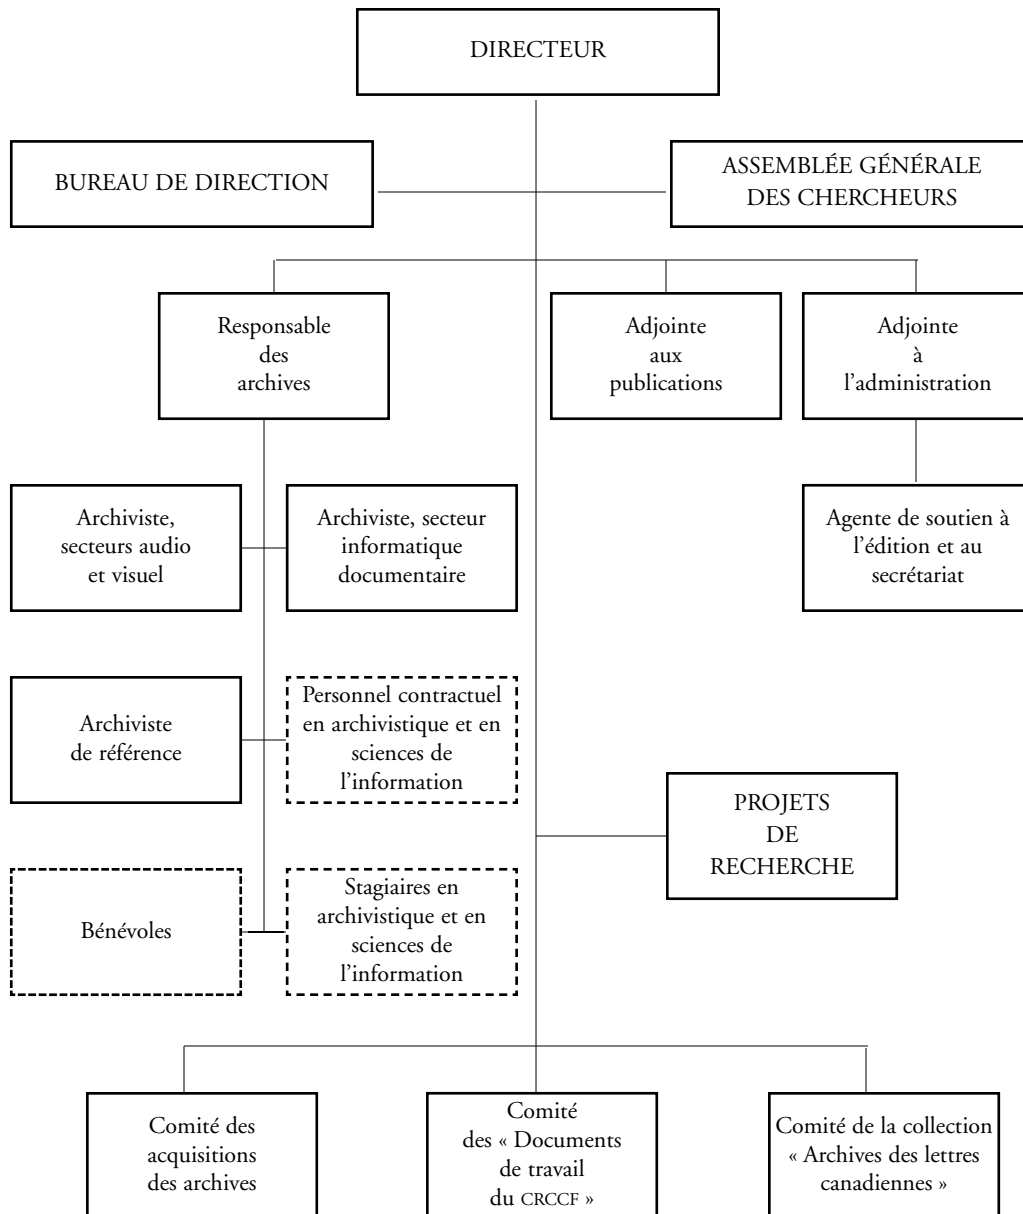 DIRECTEUR
BUREAU DE DIRECTION
ASSEMBLÉE GÉNÉRALE
DES CHERCHEURS
Responsable
des
archives
Adjointe
aux
publications
Adjointe
à
l’administration
Archiviste,
secteurs audio
et visuel
Archiviste, secteur
informatique
documentaire
Agente de soutien à
l’édition et au
secrétariat
Archiviste
de référence
Personnel contractuel
en archivistique et en
sciences de
l’information
PROJETS
DE
RECHERCHE
Bénévoles
Stagiaires en
archivistique et en
sciences de
l’information
Comité des
acquisitions
des archives
Comité
des « Documents
de travail
du CRCCF »
Comité de la collection
« Archives des lettres
canadiennes »